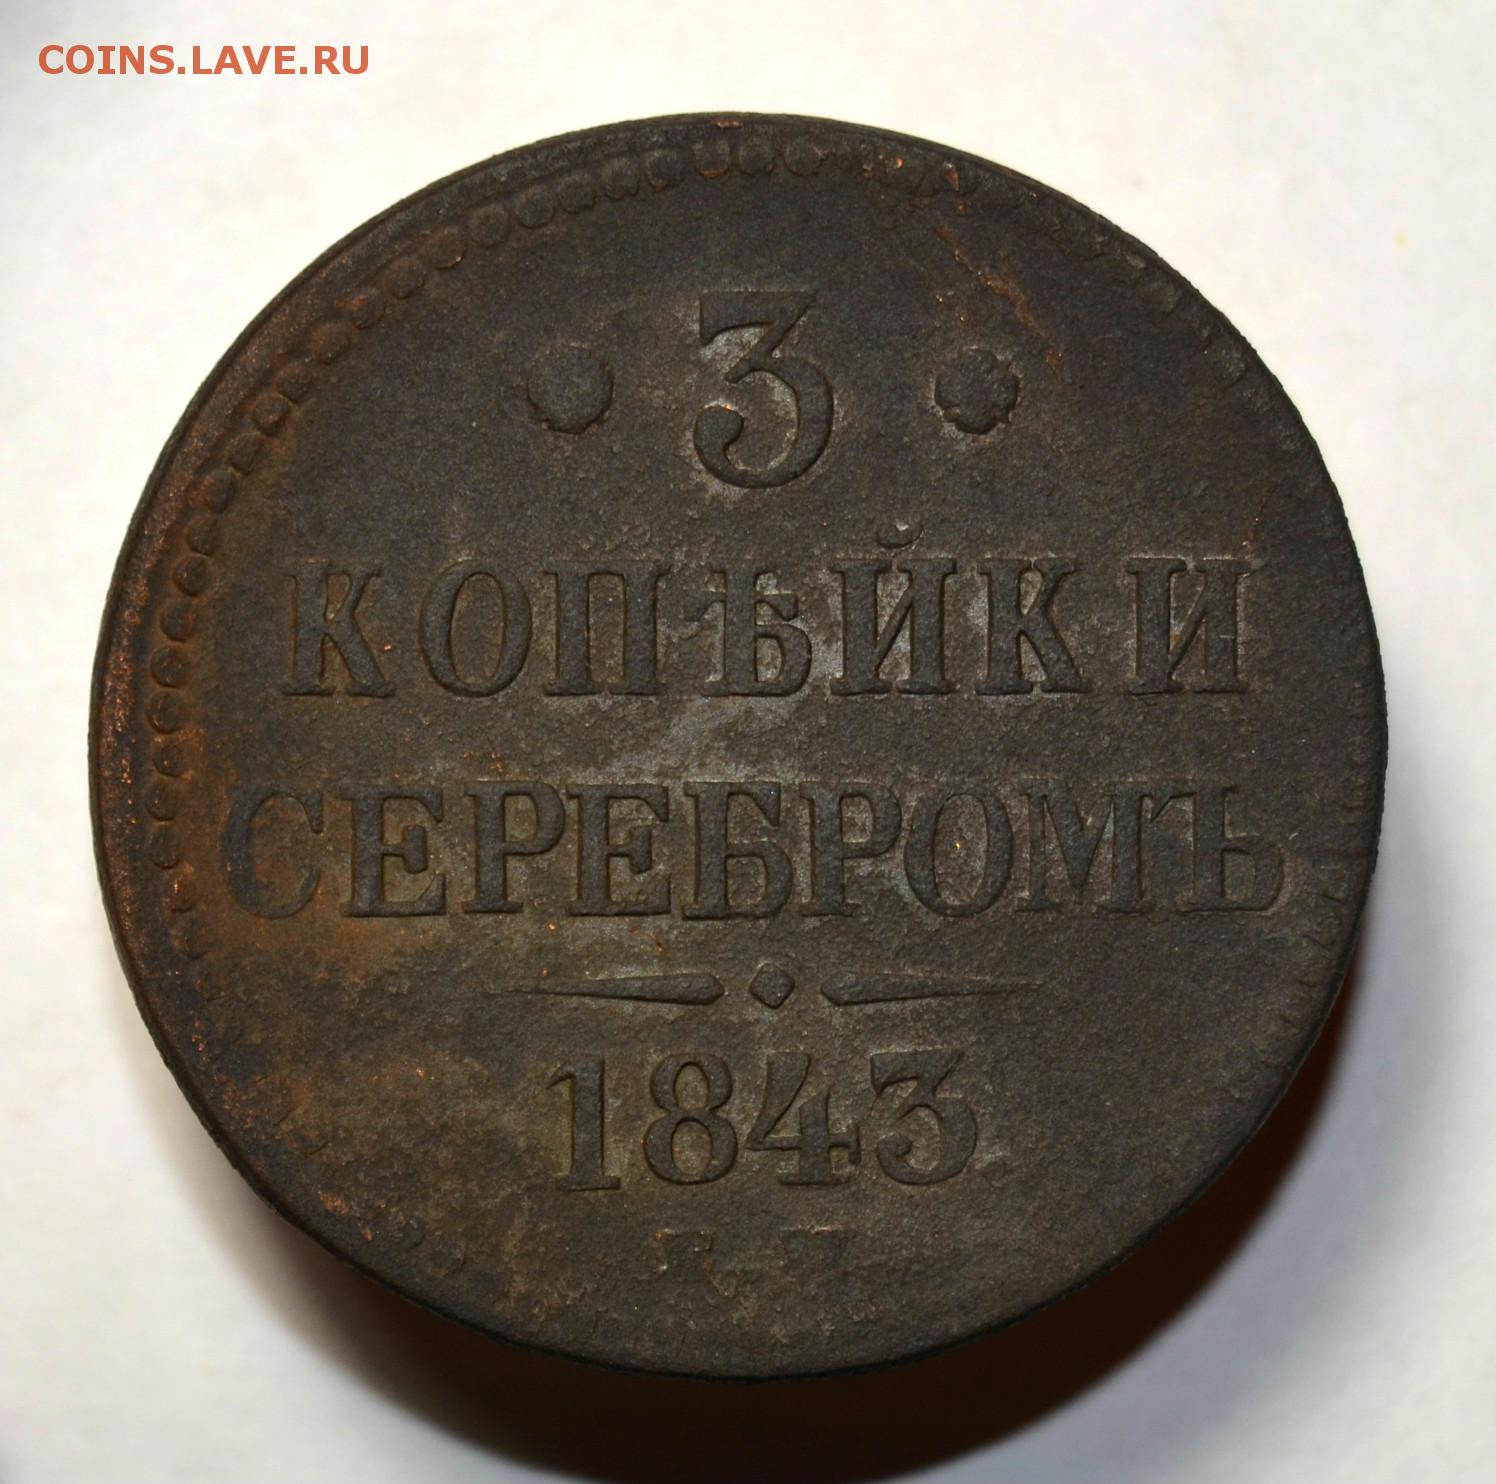 COINS.LAVE.RU
3
КОПѢЙКИ
СЕРЕБРОМЪ
1843